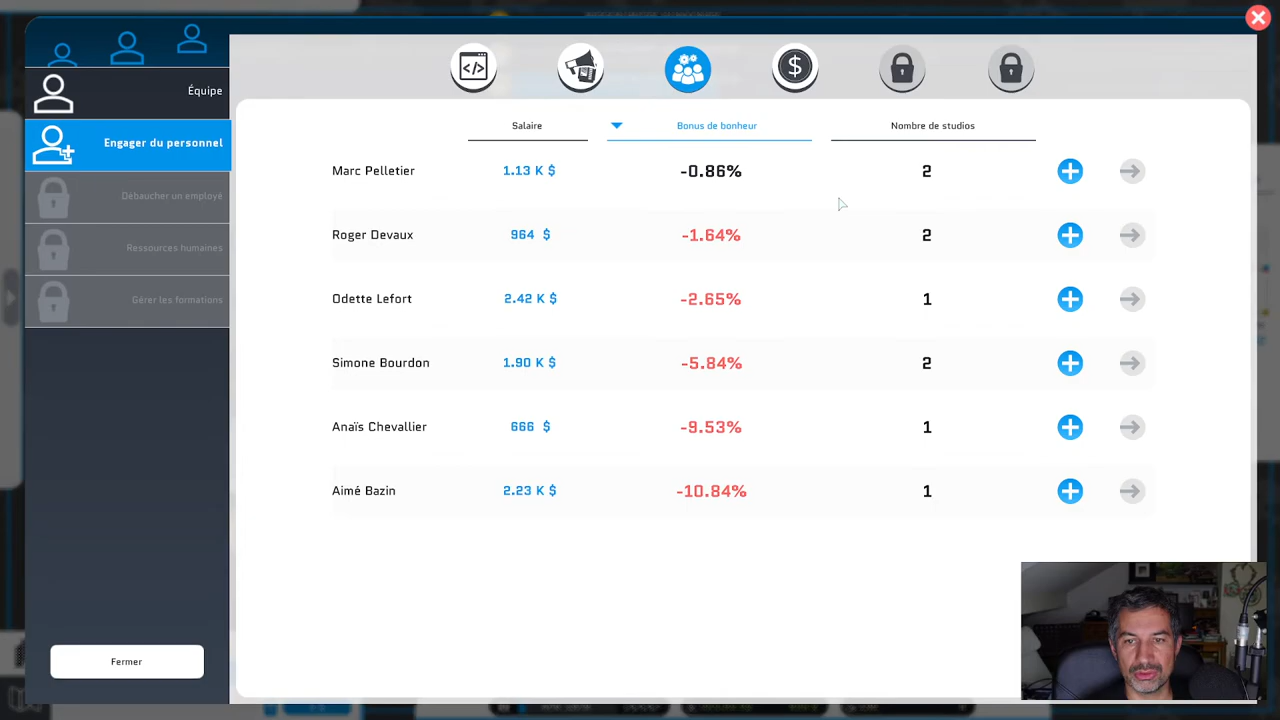 Équipe
Engager du personnel
Débaucher un employé
Ressources humaines
Gérer les formations
Fermer
Salaire Bonus de bonheur Nombre de studios
Marc Pelletier 1.13 K $ -0.86% 2
Roger Devaux 964 $ -1.64% 2
Odette Lefort 2.42 K $ -2.65% 1
Simone Bourdon 1.90 K $ -5.84% 2
Anaïs Chevallier 666 $ -9.53% 1
Aimé Bazin 2.23 K $ -10.84% 1